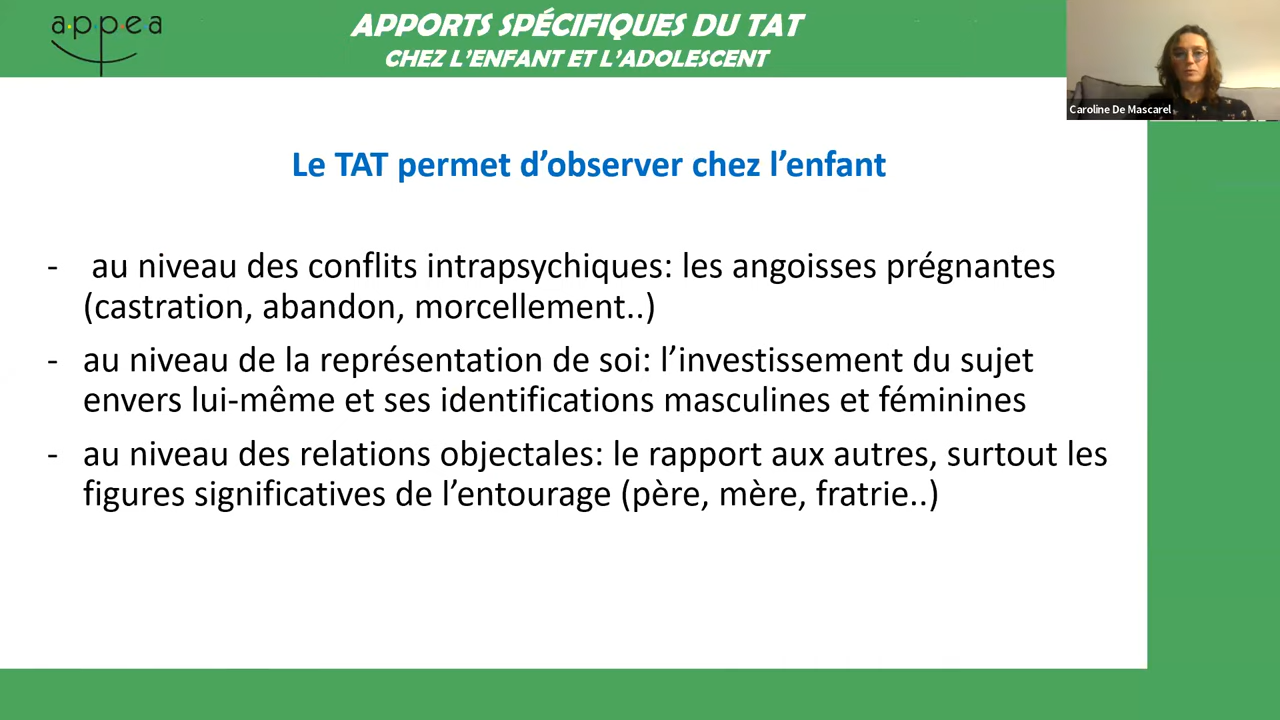 appea
APPORTS SPÉCIFIQUES DU TAT
CHEZ L'ENFANT ET L'ADOLESCENT
Caroline De Mascarel
Le TAT permet d’observer chez l’enfant
- au niveau des conflits intrapsychiques: les angoisses prégnantes
(castration, abandon, morcellement..)
- au niveau de la représentation de soi: l’investissement du sujet
envers lui-même et ses identifications masculines et féminines
- au niveau des relations objectales: le rapport aux autres, surtout les
figures significatives de l’entourage (père, mère, fratrie..)